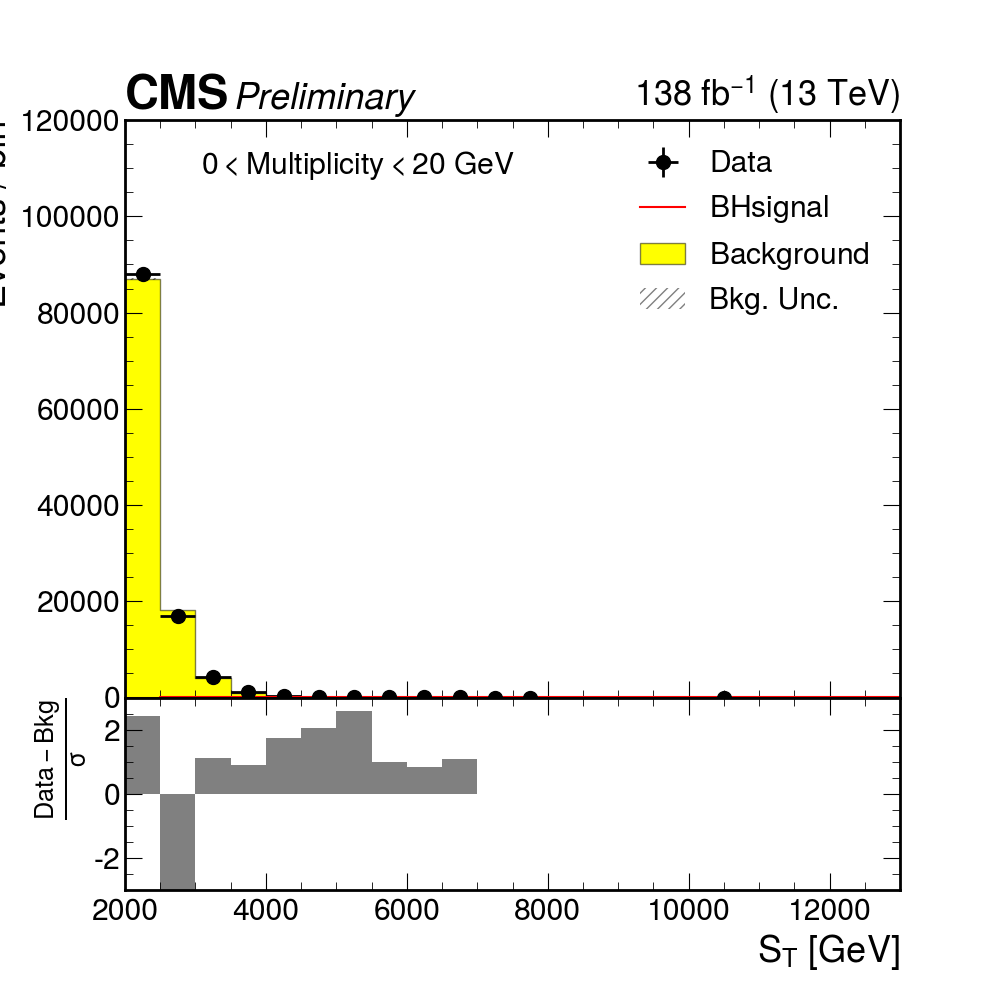 CMS Preliminary 138 fb⁻¹ (13 TeV)
0 < Multiplicity < 20 GeV
Data
BHsignal
Background
Bkg. Unc.
120000
100000
80000
60000
40000
20000
0
Data – Bkg
σ
2
0
-2
2000 4000 6000 8000 10000 12000
S_T [GeV]